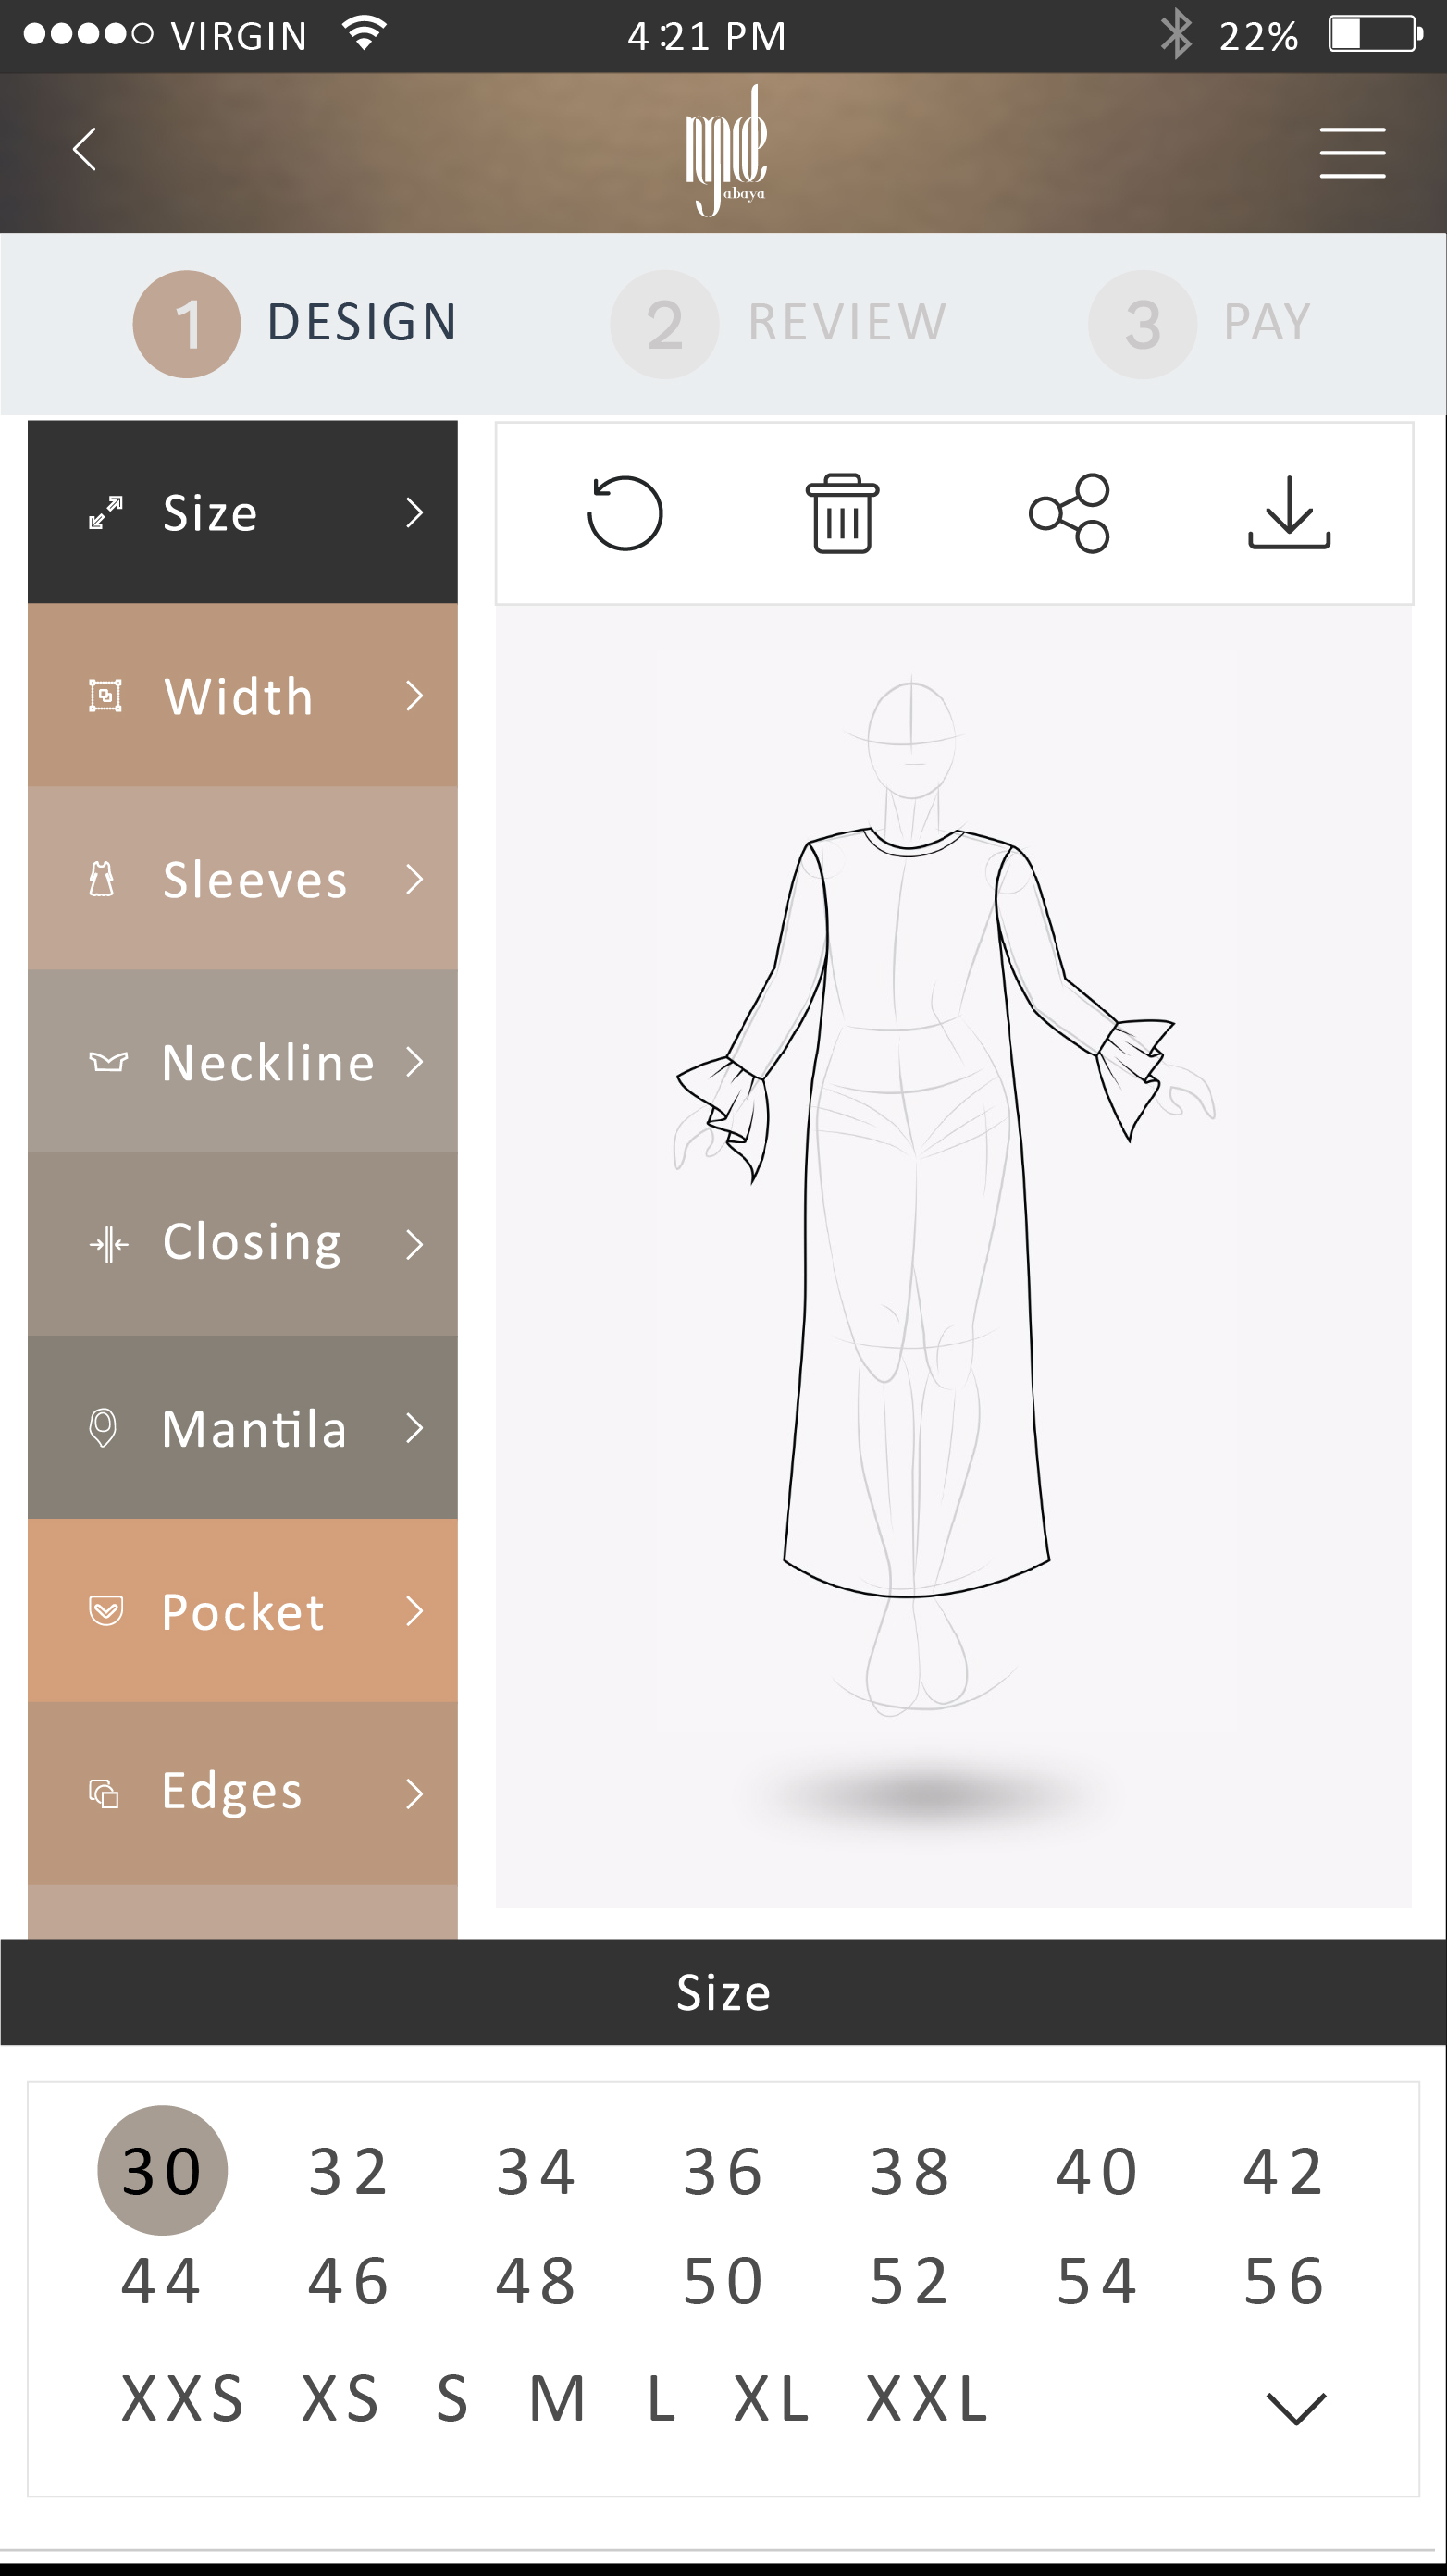 VIRGIN 4:21 PM 22%
abaya
1 DESIGN 2 REVIEW 3 PAY
Size
Width
Sleeves
Neckline
Closing
Mantila
Pocket
Edges
Size
30 32 34 36 38 40 42
44 46 48 50 52 54 56
XXS XS S M L XL XXL